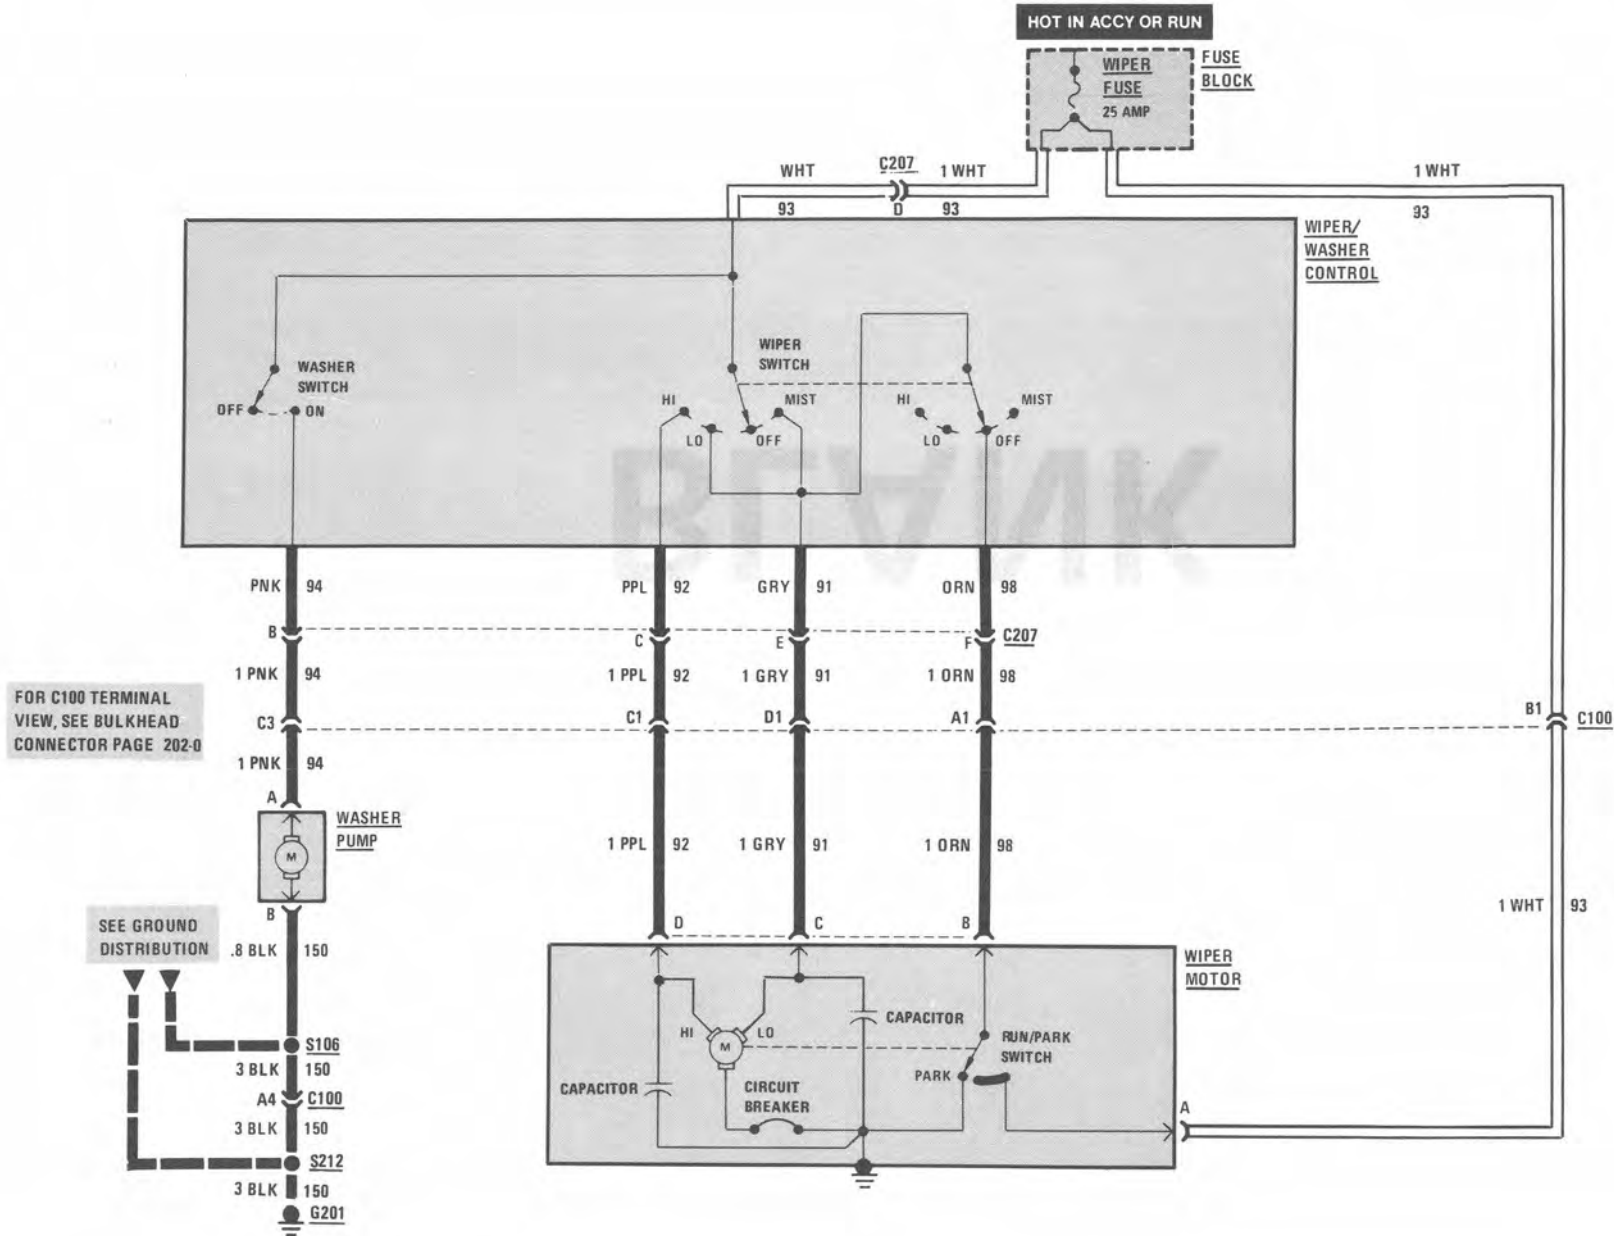 HOT IN ACCY OR RUN
WIPER
FUSE
25 AMP
FUSE
BLOCK
WHT
C207
1 WHT
93
D
93
1 WHT
93
WIPER/
WASHER
CONTROL
WASHER
SWITCH
OFF
ON
WIPER
SWITCH
HI
LO
OFF
MIST
HI
LO
OFF
MIST
BLANK
PNK 94
PPL 92
GRY 91
ORN 98
B
C
E
F
C207
1 PNK 94
1 PPL 92
1 GRY 91
1 ORN 98
FOR C100 TERMINAL
VIEW, SEE BULKHEAD
CONNECTOR PAGE 202-0
C3
C1
D1
A1
B1
C100
1 PNK 94
A
WASHER
PUMP
M
B
1 PPL 92
1 GRY 91
1 ORN 98
1 WHT 93
SEE GROUND
DISTRIBUTION
.8 BLK 150
S106
3 BLK 150
A4
C100
3 BLK 150
S212
3 BLK 150
G201
D
C
B
WIPER
MOTOR
HI
LO
M
CAPACITOR
CAPACITOR
RUN/PARK
SWITCH
PARK
CIRCUIT
BREAKER
A